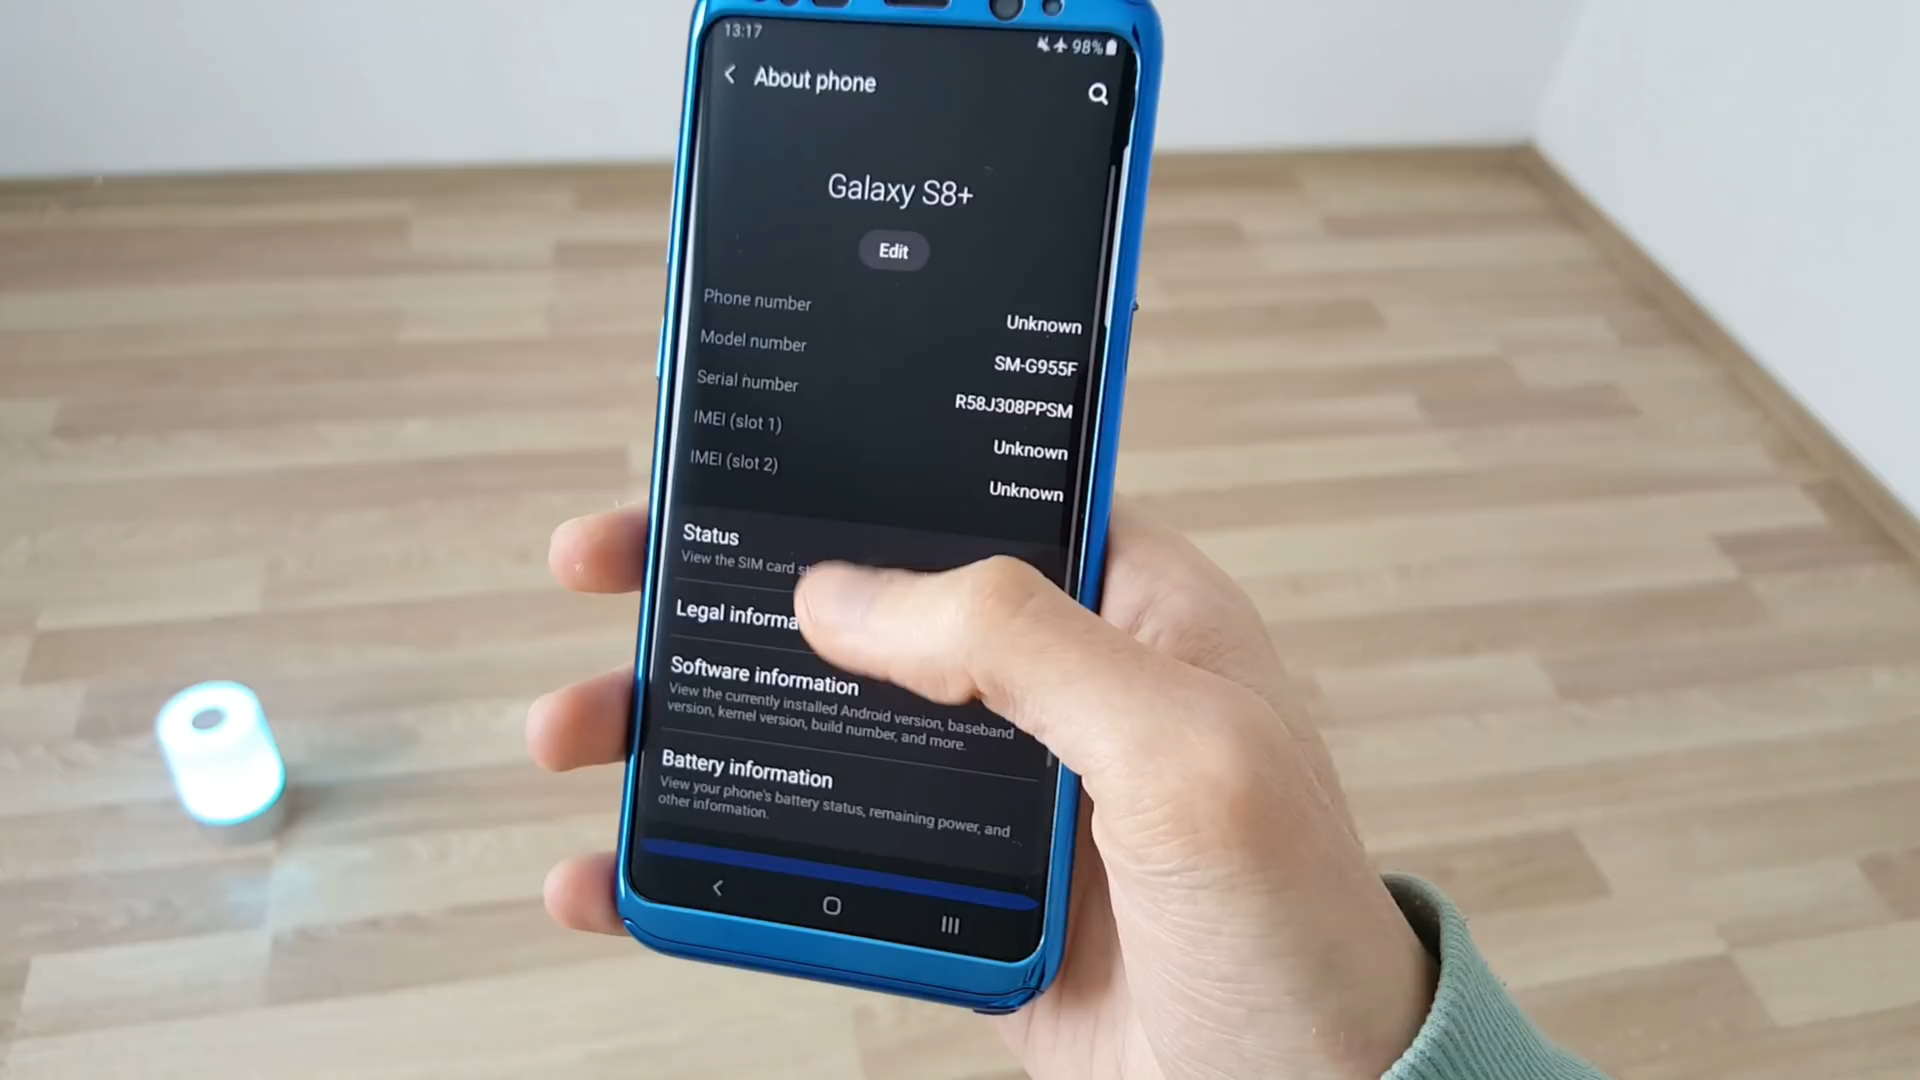 13:17
98%
About phone
Galaxy S8+
Edit
Phone number
Unknown
Model number
SM-G955F
Serial number
R58J308PPSM
IMEI (slot 1)
Unknown
IMEI (slot 2)
Unknown
Status
View the SIM card
Legal informa
Software information
View the currently installed Android version, baseband
version, kernel version, build number, and more.
Battery information
View your phone's battery status, remaining power, and
other information.